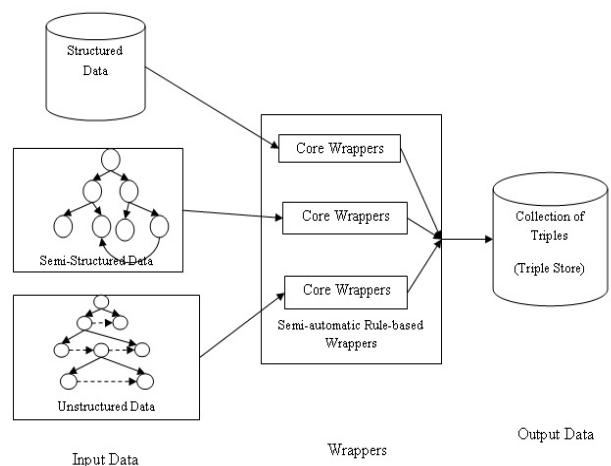 Structured
Data
Semi-Structured Data
Unstructured Data
Input Data
Core Wrappers
Core Wrappers
Core Wrappers
Semi-automatic Rule-based
Wrappers
Wrappers
Collection of
Triples
(Triple Store)
Output Data